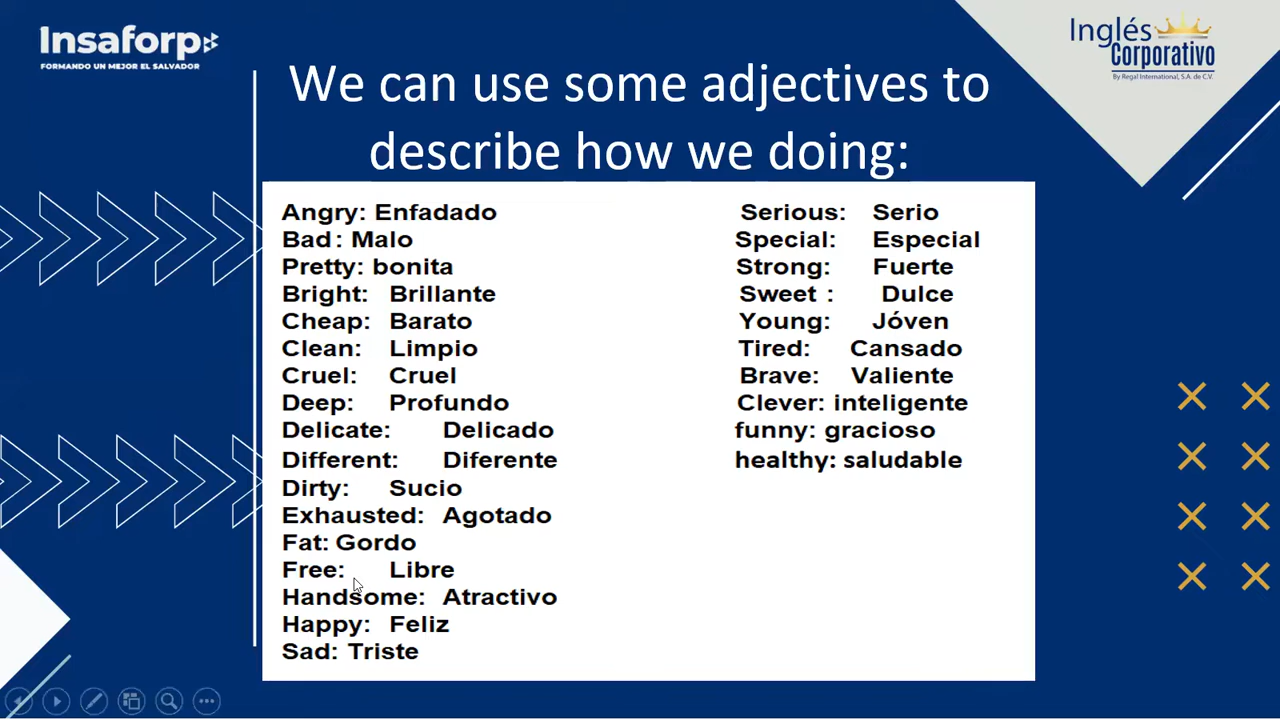 Insaforp
FORMANDO UN MEJOR EL SALVADOR
Inglés
Corporativo
By Regal International, S.A. de C.V.
We can use some adjectives to
describe how we doing:
Angry: Enfadado
Bad : Malo
Pretty: bonita
Bright: Brillante
Cheap: Barato
Clean: Limpio
Cruel: Cruel
Deep: Profundo
Delicate: Delicado
Different: Diferente
Dirty: Sucio
Exhausted: Agotado
Fat: Gordo
Free: Libre
Handsome: Atractivo
Happy: Feliz
Sad: Triste
Serious: Serio
Special: Especial
Strong: Fuerte
Sweet : Dulce
Young: Jóven
Tired: Cansado
Brave: Valiente
Clever: inteligente
funny: gracioso
healthy: saludable